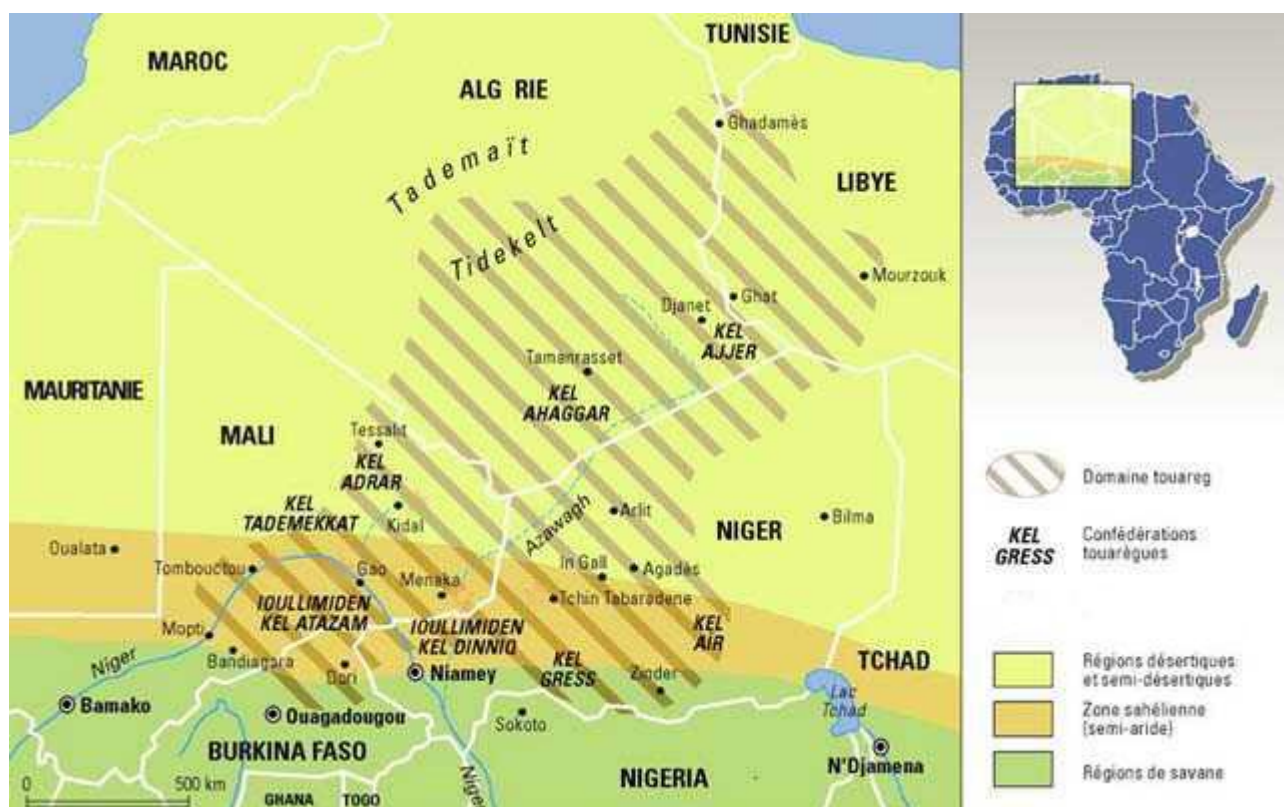 TUNISIE
MAROC
ALG RIE
Ghadamès
Tademaït
LIBYE
Tidekelt
Mourzouk
Ghat
Djanet
KEL
AJJER
Tamanrasset
KEL
AHAGGAR
MAURITANIE
MALI
Tessalit
KEL
ADRAR
KEL
TADEMEKKAT
Kidal
Azawagh
Arlit
NIGER
Bilma
Oualata
Tombouctou
Gao
Menaka
In Gall
Agadès
Tchin Tabaradene
IOULLIMIDEN
KEL ATAZAM
IOULLIMIDEN
KEL DINNIQ
KEL
AIR
Mopti
Niger
Bandiagara
Dori
Niamey
KEL
GRESS
Zinder
TCHAD
Lac
Tchad
Bamako
Ouagadougou
Sokoto
BURKINA FASO
Niger
NIGERIA
N'Djamena
0 500 km
GHANA TOGO
Domaine touareg
KEL
GRESS
Confédérations
touarègues
Régions désertiques
et semi-désertiques
Zone sahélienne
(semi-aride)
Régions de savane